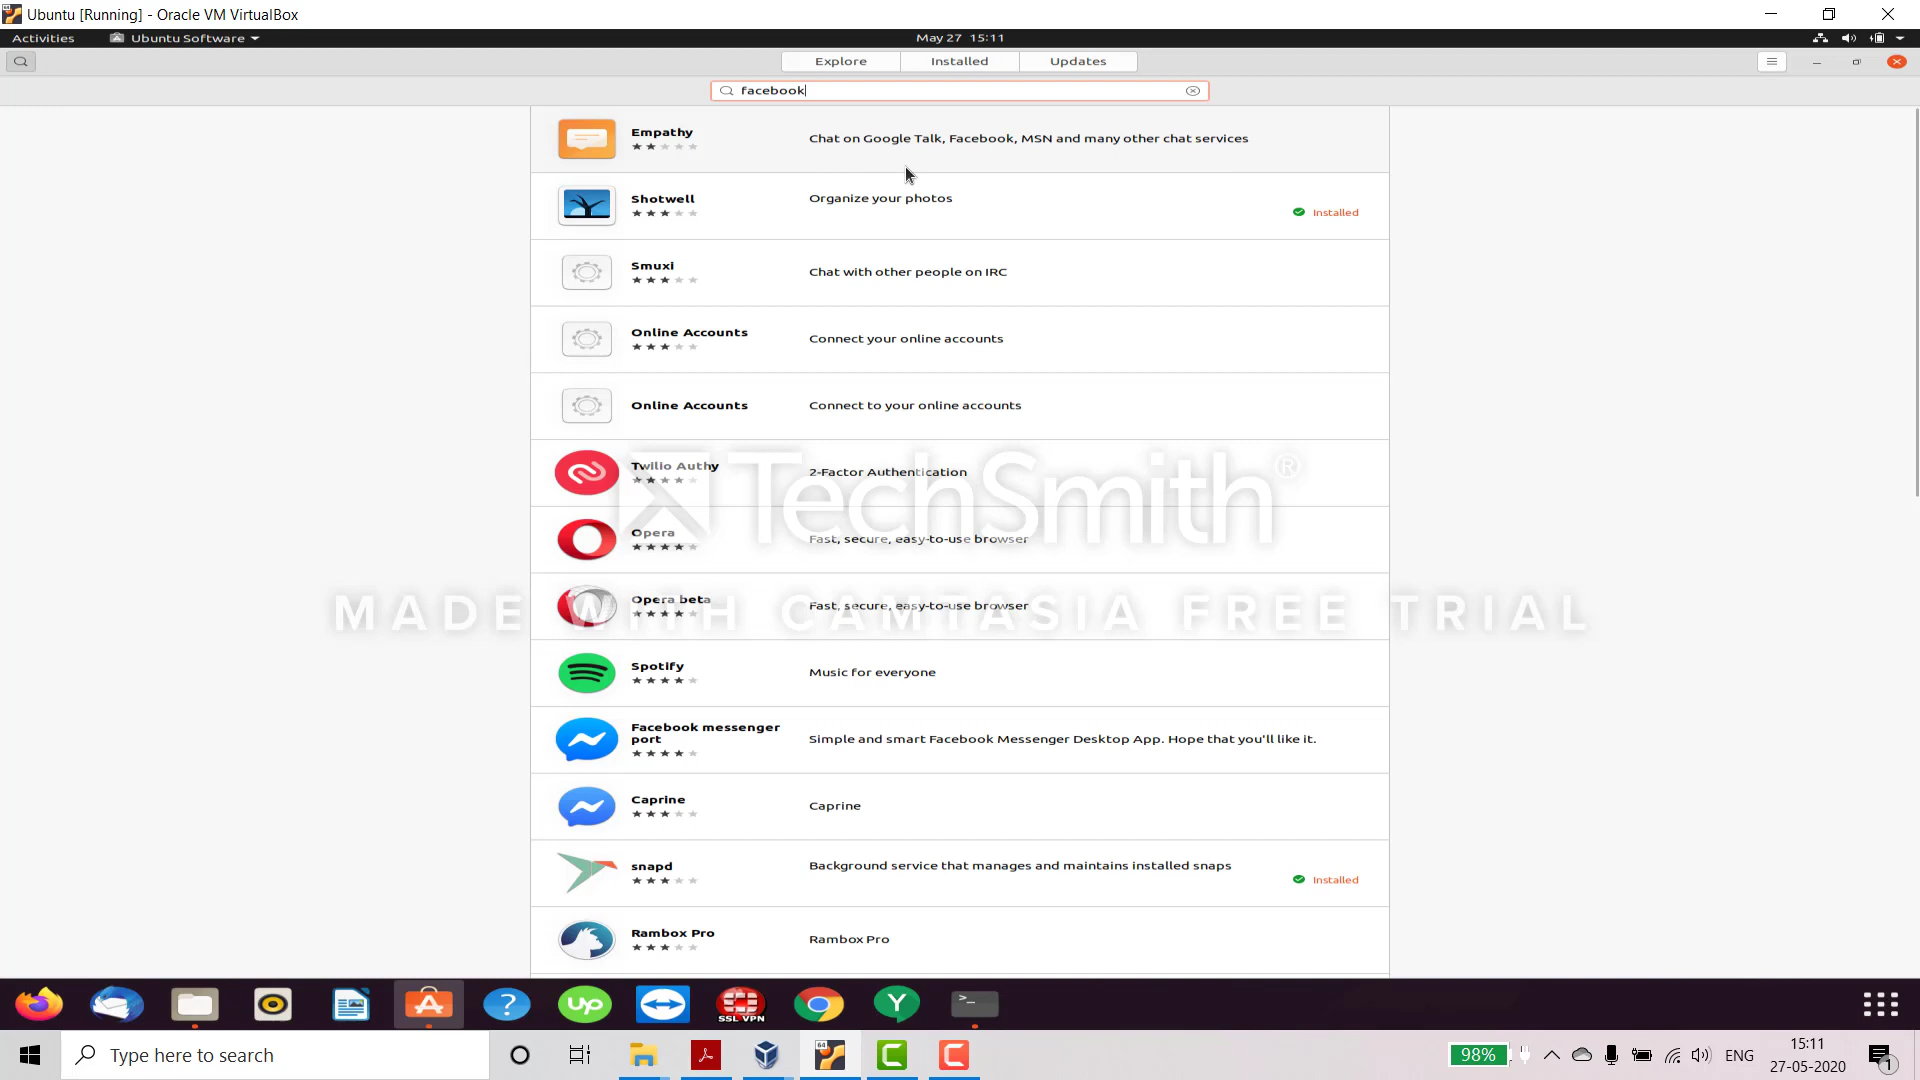 Ubuntu [Running] - Oracle VM VirtualBox
Activities Ubuntu Software May 27 15:11
Explore Installed Updates
facebook
Empathy Chat on Google Talk, Facebook, MSN and many other chat services
Shotwell Organize your photos
Installed
Smuxi Chat with other people on IRC
Online Accounts Connect your online accounts
Online Accounts Connect to your online accounts
Twilio Authy 2-Factor Authentication
TechSmith®
Opera Fast, secure, easy-to-use browser
Opera beta Fast, secure, easy-to-use browser
MADE WITH CAMTASIA FREE TRIAL
Spotify Music for everyone
Facebook messenger
port
Simple and smart Facebook Messenger Desktop App. Hope that you'll like it.
Caprine Caprine
snapd Background service that manages and maintains installed snaps
Installed
Rambox Pro Rambox Pro
A ? up SSL VPN Y >_
Type here to search 64 C C 98% ENG 15:11
27-05-2020 1